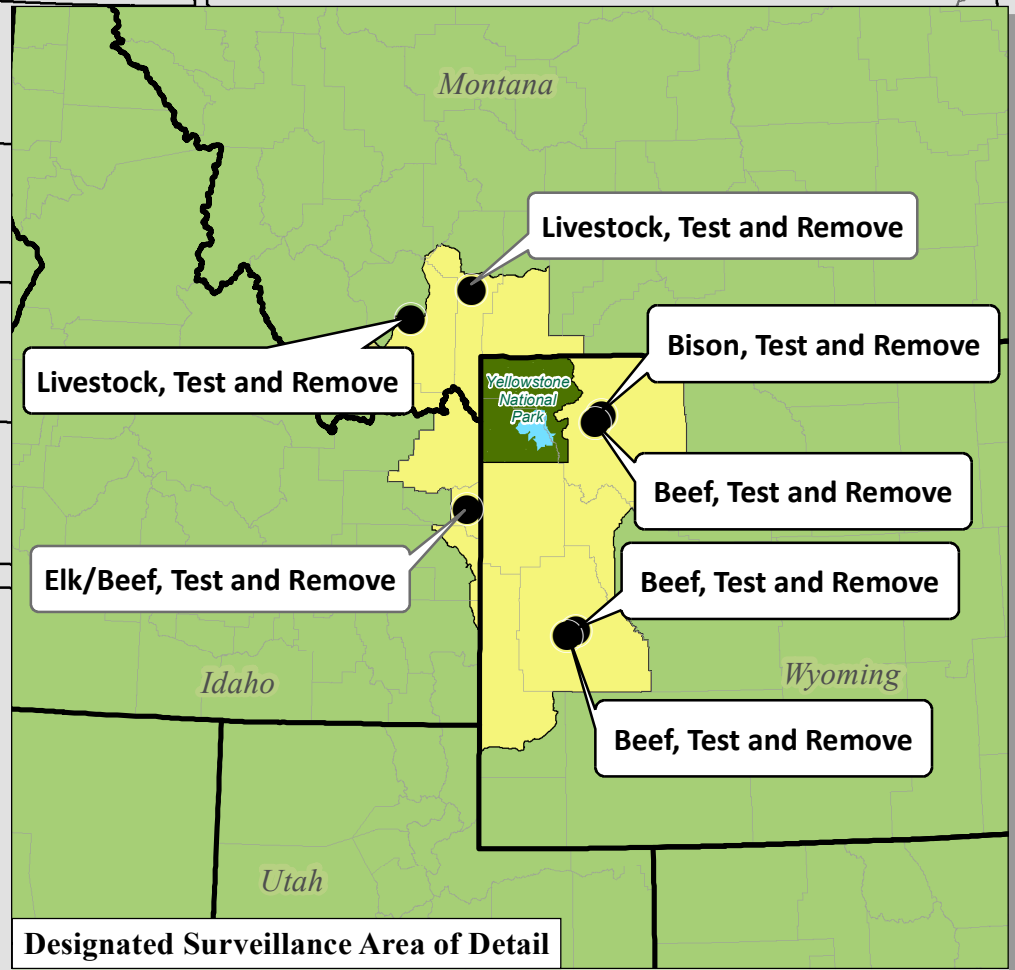 Montana
Livestock, Test and Remove
Bison, Test and Remove
Livestock, Test and Remove
Yellowstone
National
Park
Beef, Test and Remove
Elk/Beef, Test and Remove
Beef, Test and Remove
Idaho
Wyoming
Beef, Test and Remove
Utah
Designated Surveillance Area of Detail